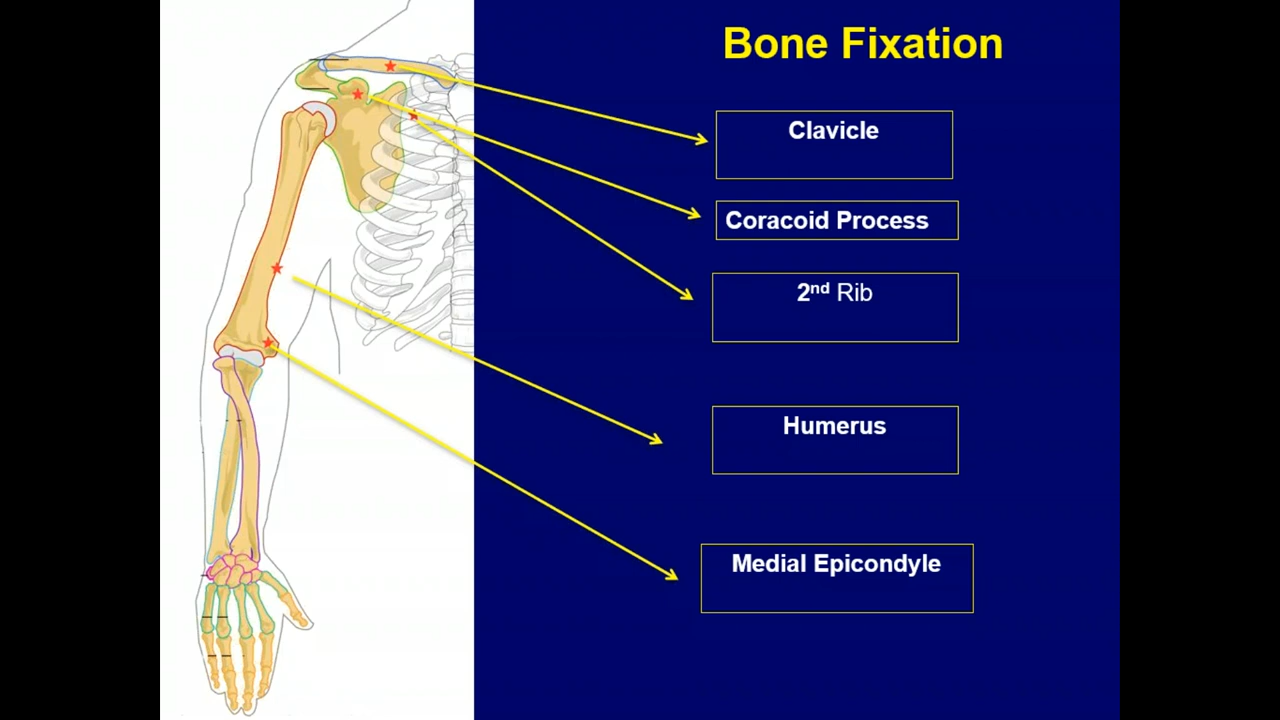 Bone Fixation
Clavicle
Coracoid Process
2nd Rib
Humerus
Medial Epicondyle